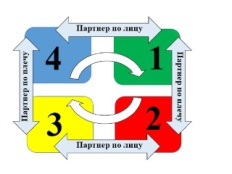 Партнер по лицу
Партнер по плечу
4
1
Партнер по плечу
3
2
Партнер по лицу